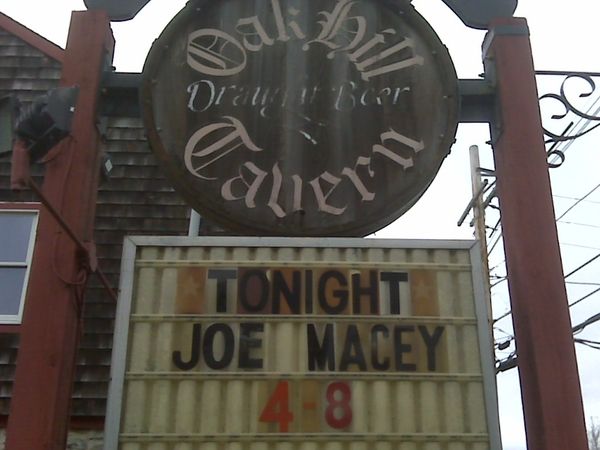 Oak Hill
Draught Beer
Tavern
TONIGHT
JOE MACEY
4-8